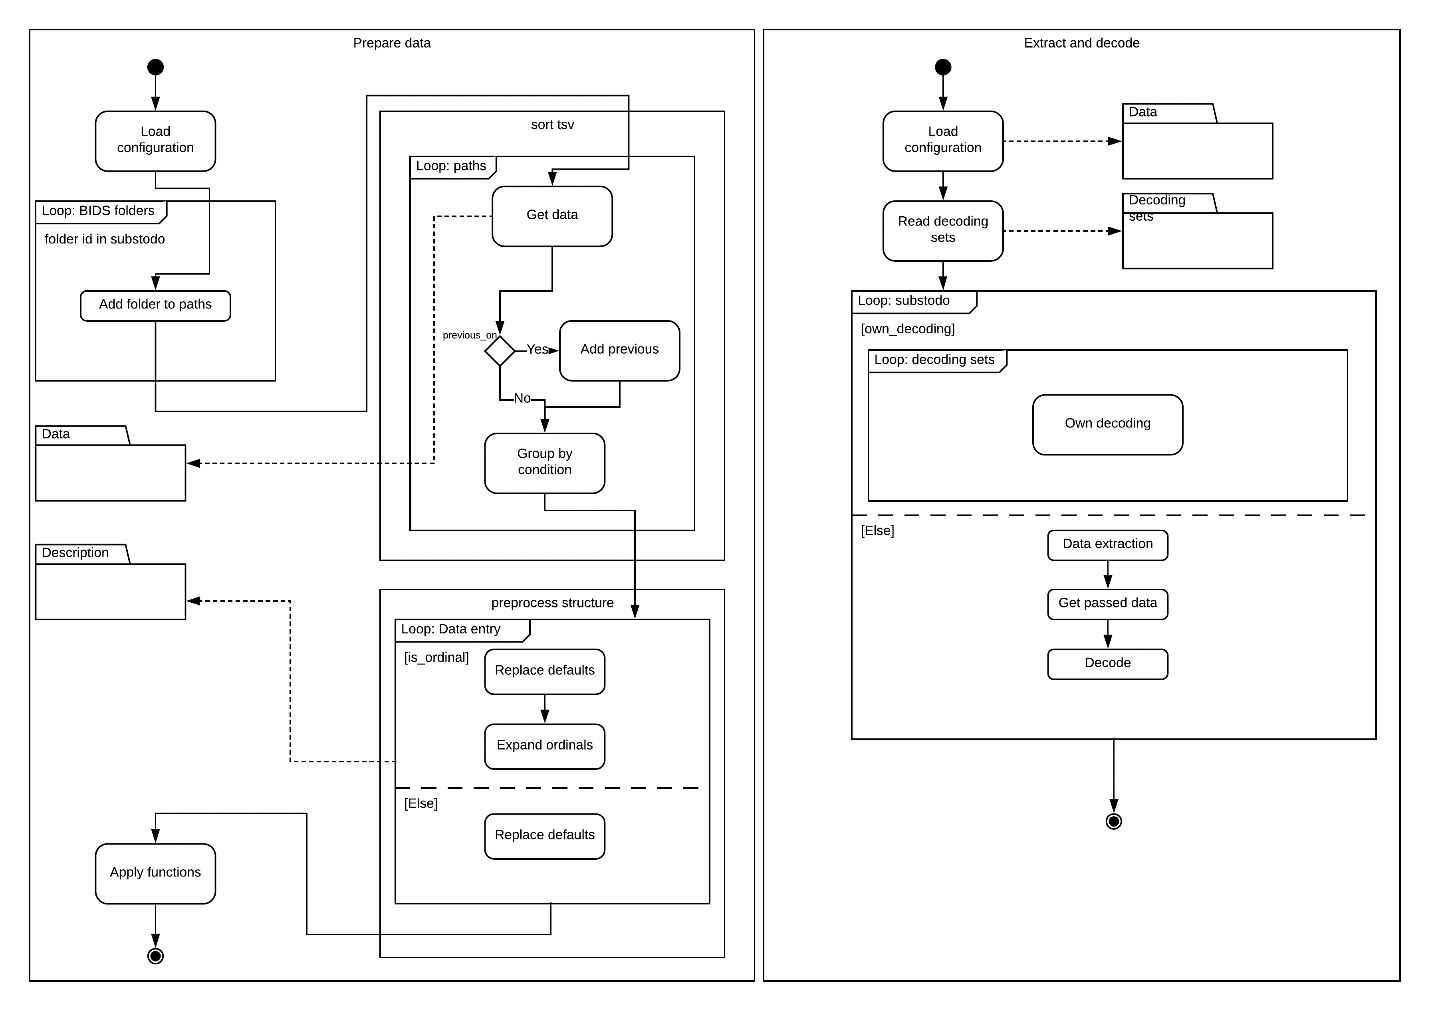 Prepare data
Load
configuration
Loop: BIDS folders
folder id in substodo
Add folder to paths
sort tsv
Loop: paths
Get data
previous_on
Yes
Add previous
No
Group by
condition
Data
Description
preprocess structure
Loop: Data entry
[is_ordinal]
Replace defaults
Expand ordinals
[Else]
Replace defaults
Apply functions
Extract and decode
Load
configuration
Data
Read decoding
sets
Decoding
sets
Loop: substodo
[own_decoding]
Loop: decoding sets
Own decoding
[Else]
Data extraction
Get passed data
Decode